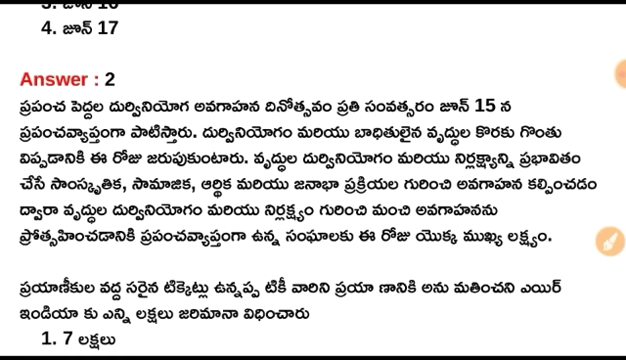 4. జూన్ 17
Answer : 2
ప్రపంచ పెద్దల దుర్వినియోగ అవగాహన దినోత్సవం ప్రతి సంవత్సరం జూన్ 15 న
ప్రపంచవ్యాప్తంగా పాటిస్తారు. దుర్వినియోగం మరియు బాధితులైన వృద్ధుల కొరకు గొంతు
విప్పడానికి ఈ రోజు జరుపుకుంటారు. వృద్ధుల దుర్వినియోగం మరియు నిర్లక్ష్యాన్ని ప్రభావితం
చేసే సాంస్కృతిక, సామాజిక, ఆర్థిక మరియు జనాభా ప్రక్రియల గురించి అవగాహన కల్పించడం
ద్వారా వృద్ధుల దుర్వినియోగం మరియు నిర్లక్ష్యం గురించి మంచి అవగాహనను
ప్రోత్సహించడానికి ప్రపంచవ్యాప్తంగా ఉన్న సంఘాలకు ఈ రోజు యొక్క ముఖ్య లక్ష్యం.
ప్రయాణీకుల వద్ద సరైన టిక్కెట్లు ఉన్నప్ప టికీ వారిని ప్రయా ణానికి అను మతించని ఎయిర్
ఇండియా కు ఎన్ని లక్షలు జరిమానా విధించారు
1. 7 లక్షలు